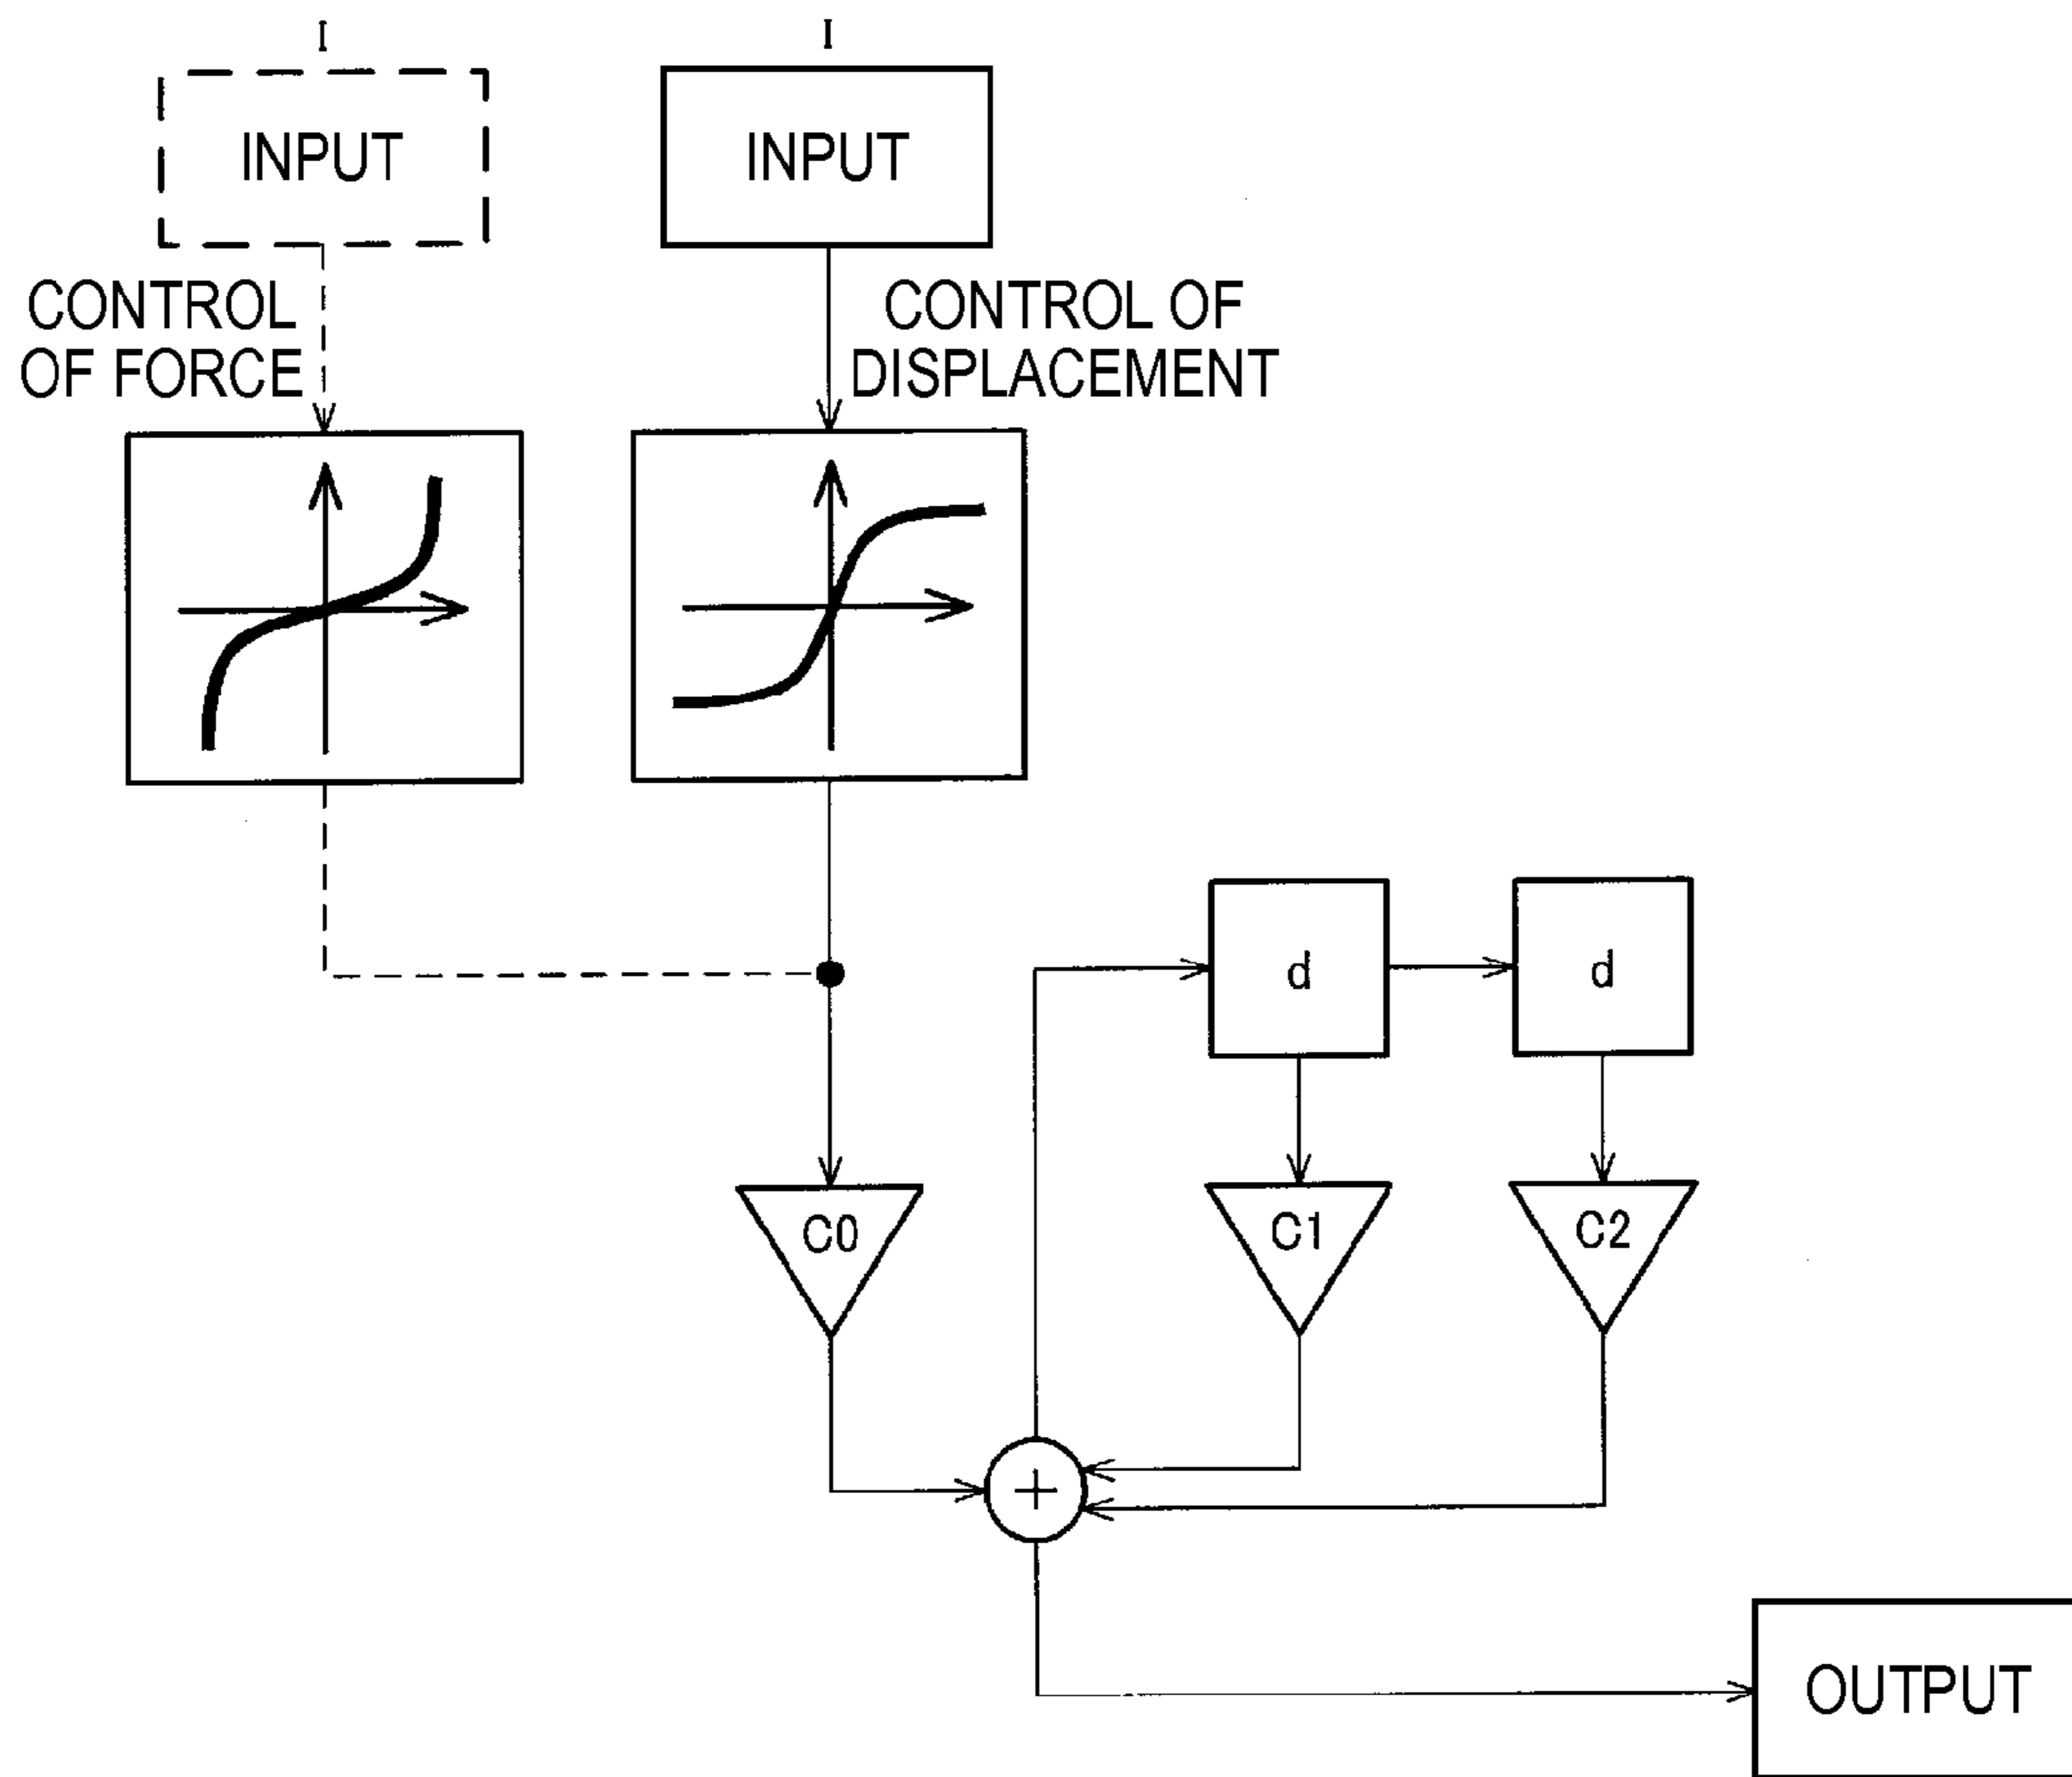 I
I
INPUT
INPUT
CONTROL
OF FORCE
CONTROL OF
DISPLACEMENT
d
d
C0
C1
C2
+
OUTPUT